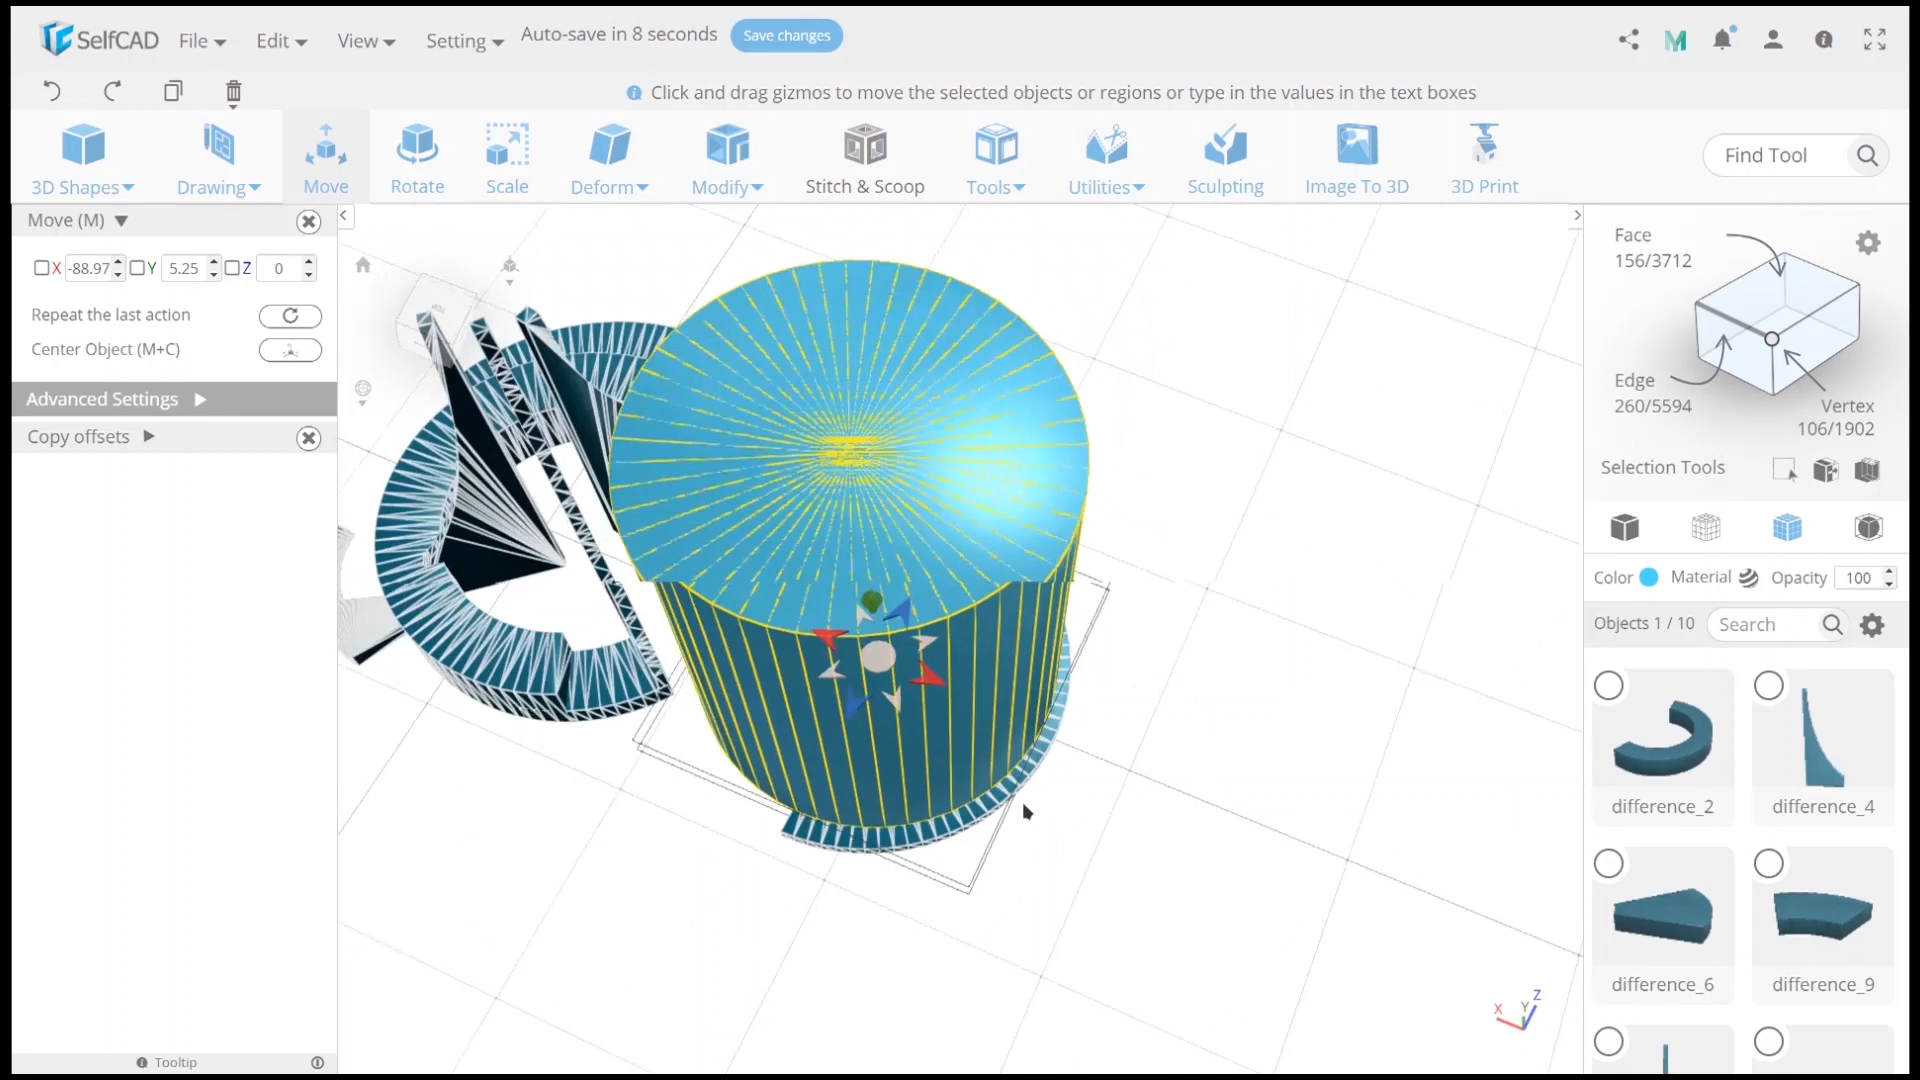 SelfCAD File Edit View Setting Auto-save in 8 seconds Save changes
Click and drag gizmos to move the selected objects or regions or type in the values in the text boxes
3D Shapes Drawing Move Rotate Scale Deform Modify Stitch & Scoop Tools Utilities Sculpting Image To 3D 3D Print
Find Tool
Move (M)
X -88.97 Y 5.25 Z 0
Repeat the last action
Center Object (M+C)
Advanced Settings
Copy offsets
Tooltip
TOP
X Y Z
Face
156/3712
Edge
260/5594
Vertex
106/1902
Selection Tools
Color Material Opacity 100
Objects 1 / 10 Search
difference_2 difference_4
difference_6 difference_9